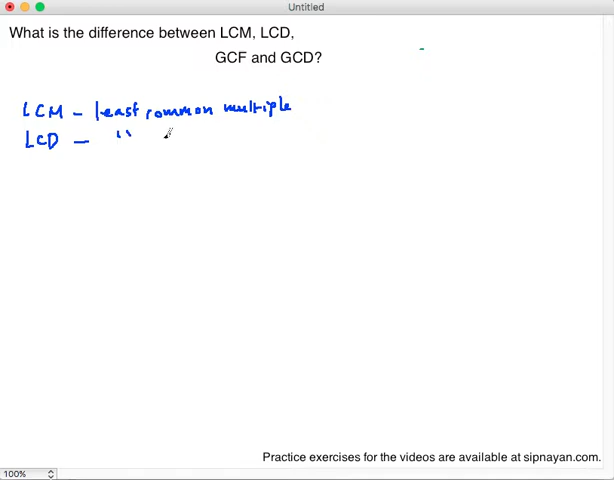 Untitled
What is the difference between LCM, LCD,
GCF and GCD?
LCM – least common multiple
LCD – "
Practice exercises for the videos are available at sipnayan.com.
100%